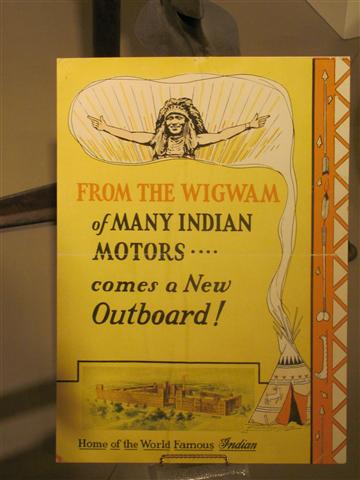 FROM THE WIGWAM
of MANY INDIAN
MOTORS ····
comes a New
Outboard!
Home of the World Famous Indian